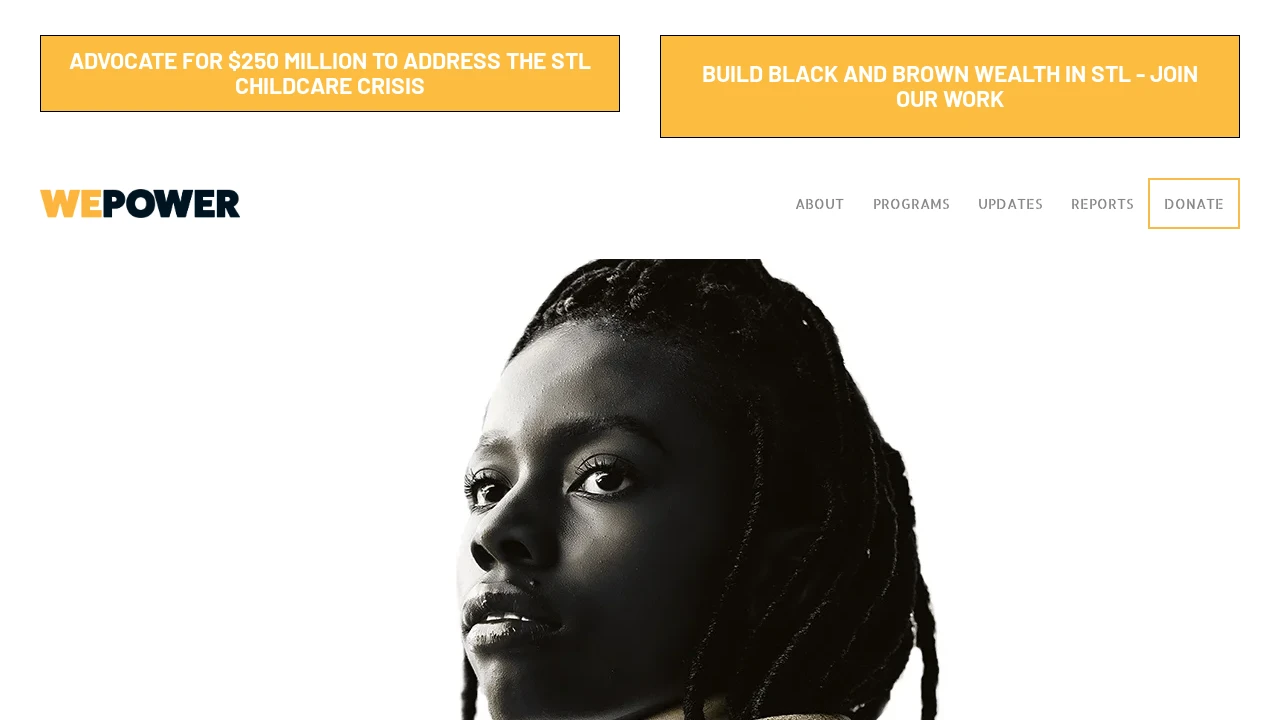 ADVOCATE FOR $250 MILLION TO ADDRESS THE STL
CHILDCARE CRISIS
BUILD BLACK AND BROWN WEALTH IN STL - JOIN
OUR WORK
WEPOWER
ABOUT
PROGRAMS
UPDATES
REPORTS
DONATE